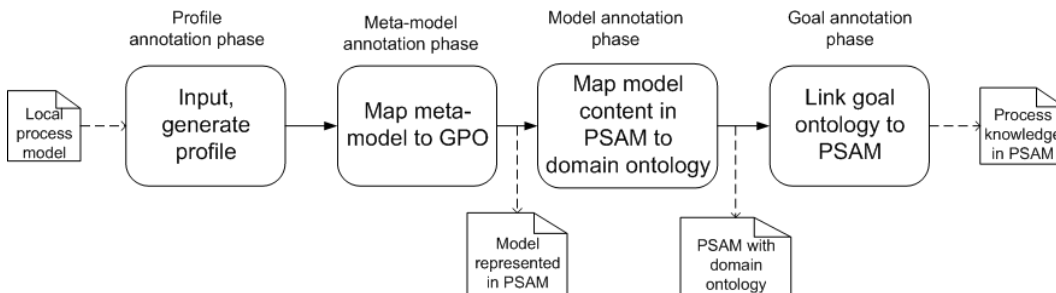 Profile
annotation phase
Meta-model
annotation phase
Model annotation
phase
Goal annotation
phase
Local
process
model
Input,
generate
profile
Map meta-
model to GPO
Map model
content in
PSAM to
domain ontology
Link goal
ontology to
PSAM
Process
knowledge
in PSAM
Model
represented
in PSAM
PSAM with
domain
ontology